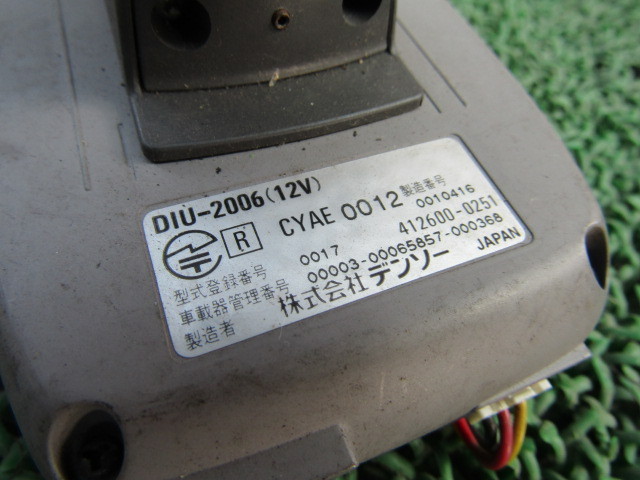 DIU-2006(12V)
R CYAE 0012 製造番号 0010416
412600-0251
型式登録番号 0017
車載器管理番号 00003-00065857-000368
製造者 株式会社デンソー JAPAN